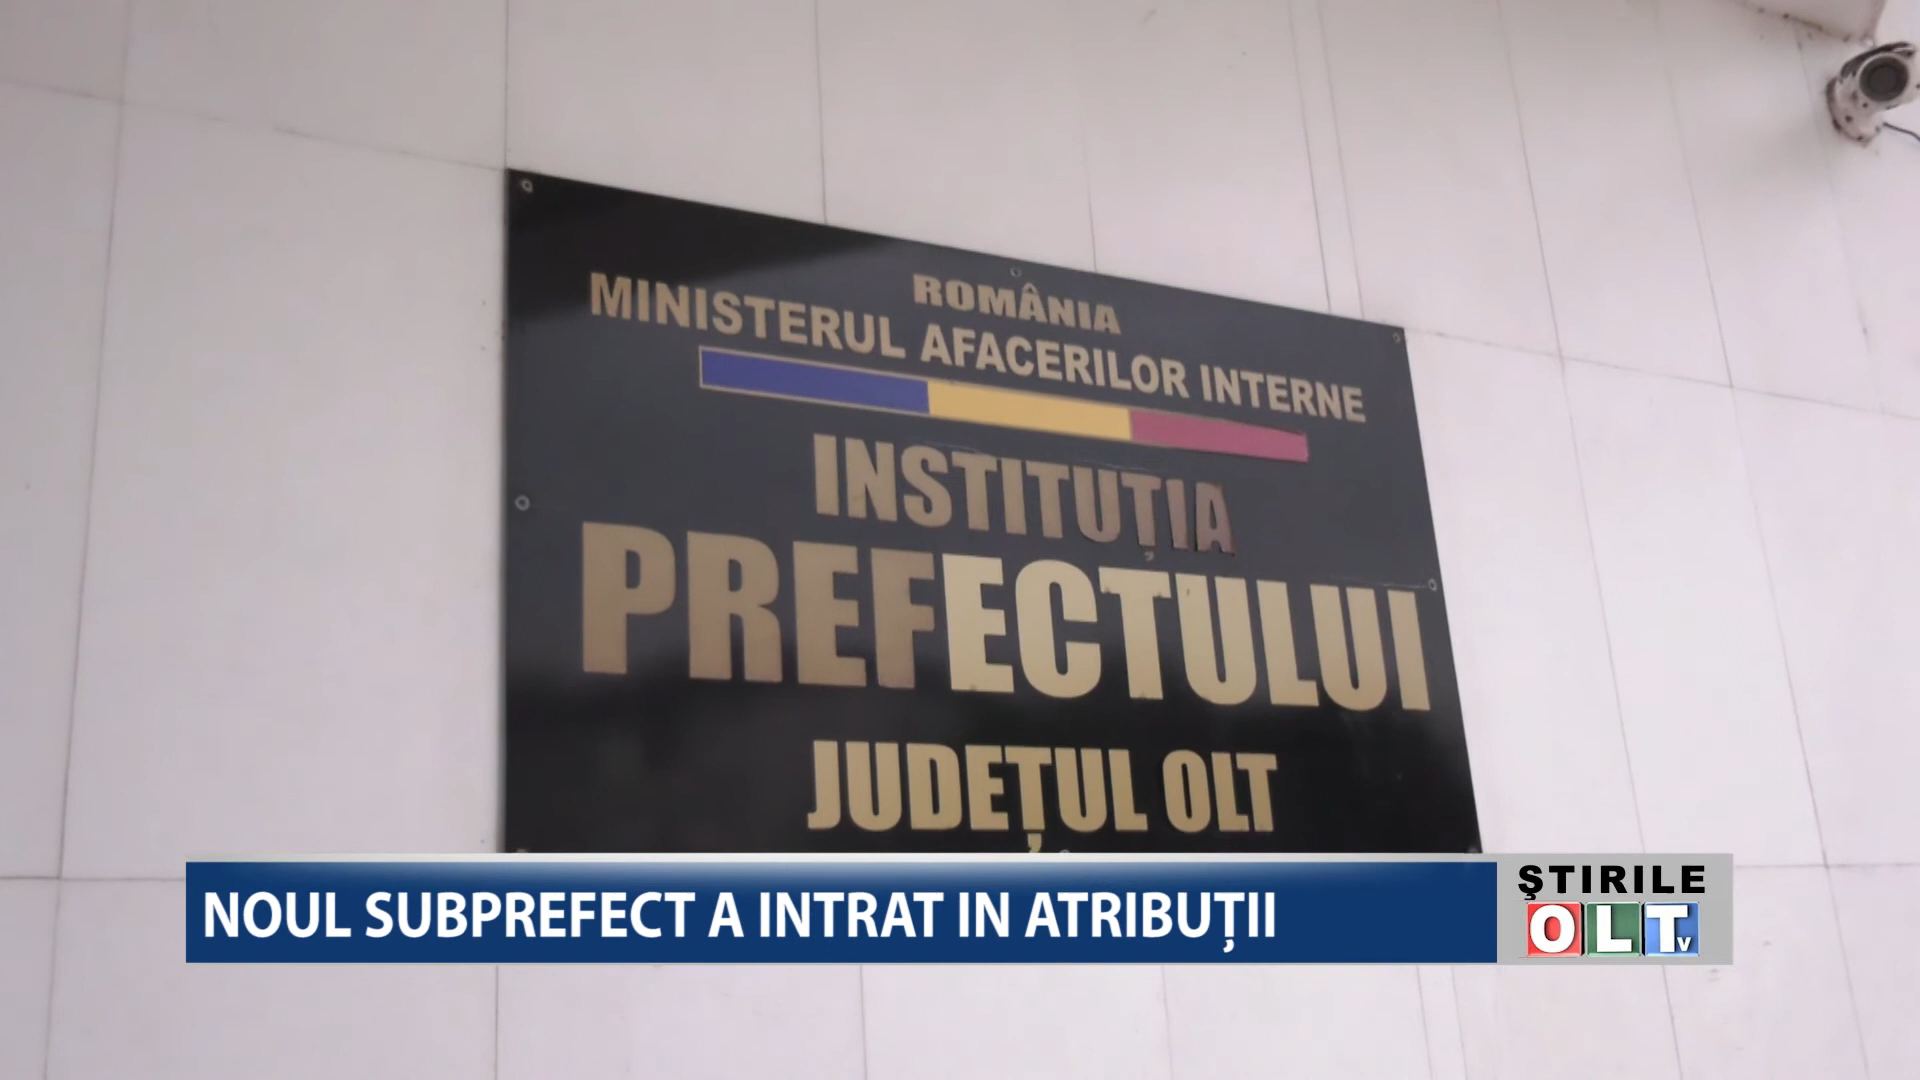 ROMÂNIA
MINISTERUL AFACERILOR INTERNE
INSTITUȚIA
PREFECTULUI
JUDEȚUL OLT
NOUL SUBPREFECT A INTRAT IN ATRIBUȚII
ŞTIRILE
OLTv